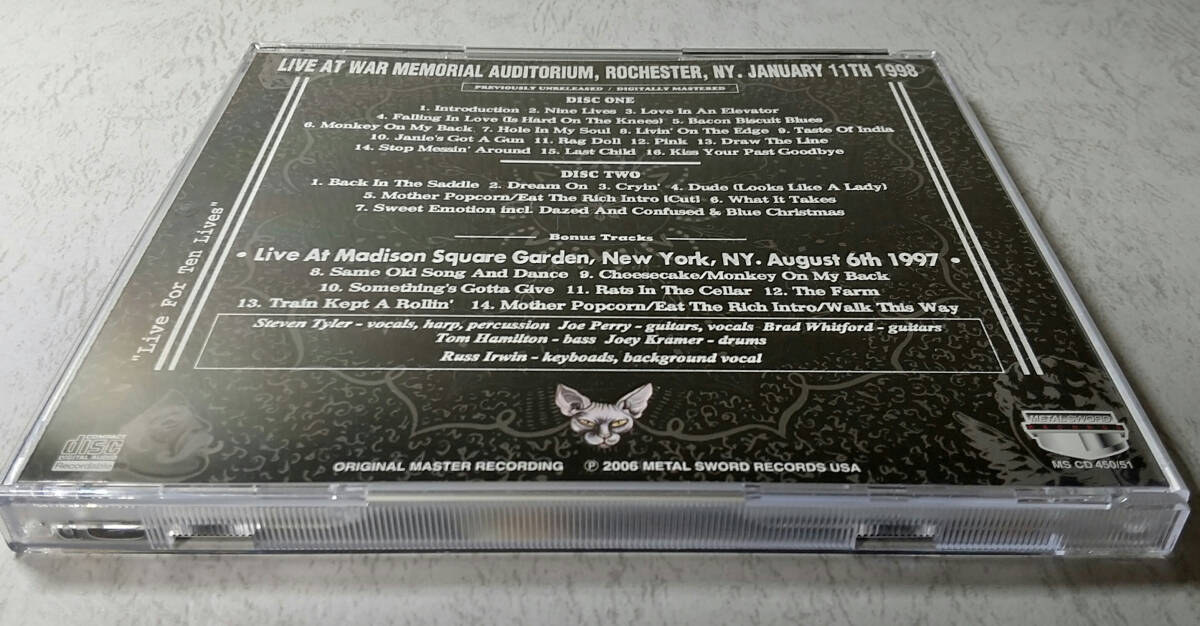 LIVE AT WAR MEMORIAL AUDITORIUM, ROCHESTER, NY. JANUARY 11TH 1998
PREVIOUSLY UNRELEASED / DIGITALLY MASTERED
DISC ONE
1. Introduction 2. Nine Lives 3. Love In An Elevator
4. Falling In Love (Is Hard On The Knees) 5. Bacon Biscuit Blues
6. Monkey On My Back 7. Hole In My Soul 8. Livin' On The Edge 9. Taste Of India
10. Janie's Got A Gun 11. Rag Doll 12. Pink 13. Draw The Line
14. Stop Messin' Around 15. Last Child 16. Kiss Your Past Goodbye
DISC TWO
1. Back In The Saddle 2. Dream On 3. Cryin' 4. Dude (Looks Like A Lady)
5. Mother Popcorn/Eat The Rich Intro [Cut] 6. What It Takes
7. Sweet Emotion incl. Dazed And Confused & Blue Christmas
Bonus Tracks
• Live At Madison Square Garden, New York, NY. August 6th 1997 •
8. Same Old Song And Dance 9. Cheesecake/Monkey On My Back
10. Something's Gotta Give 11. Rats In The Cellar 12. The Farm
13. Train Kept A Rollin' 14. Mother Popcorn/Eat The Rich Intro/Walk This Way
Steven Tyler - vocals, harp, percussion Joe Perry - guitars, vocals Brad Whitford - guitars
Tom Hamilton - bass Joey Kramer - drums
Russ Irwin - keyboads, background vocal
"Live For Ten Lives"
COMPACT
disc
DIGITAL AUDIO
Recordable
ORIGINAL MASTER RECORDING ℗ 2006 METAL SWORD RECORDS USA
METALSWORD
MS CD 450/51